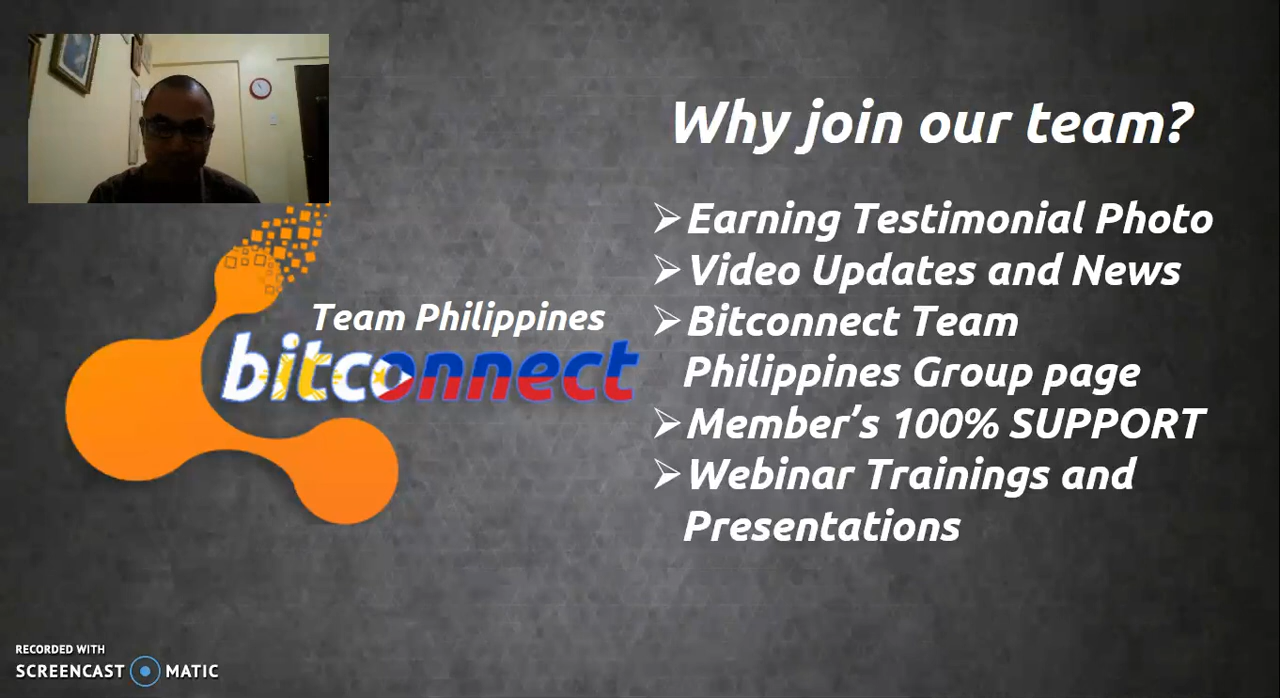 Why join our team?
➢Earning Testimonial Photo
➢Video Updates and News
➢Bitconnect Team
Philippines Group page
➢Member’s 100% SUPPORT
➢Webinar Trainings and
Presentations
Team Philippines
bitconnect
RECORDED WITH
SCREENCAST MATIC